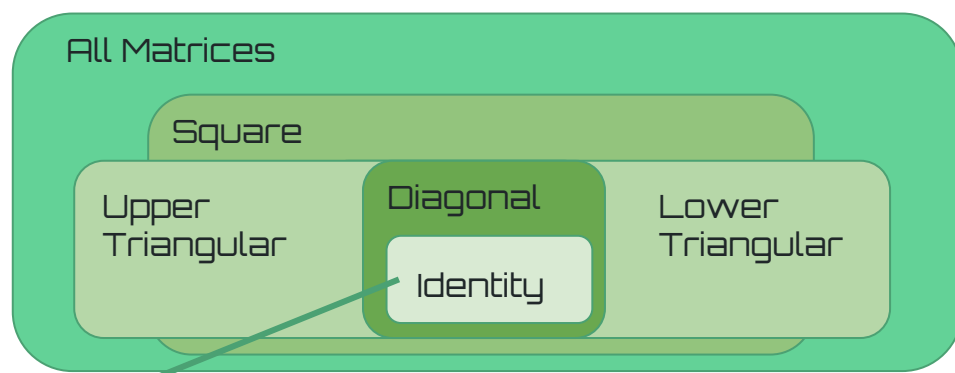 All Matrices
Square
Upper
Triangular
Diagonal
Lower
Triangular
Identity